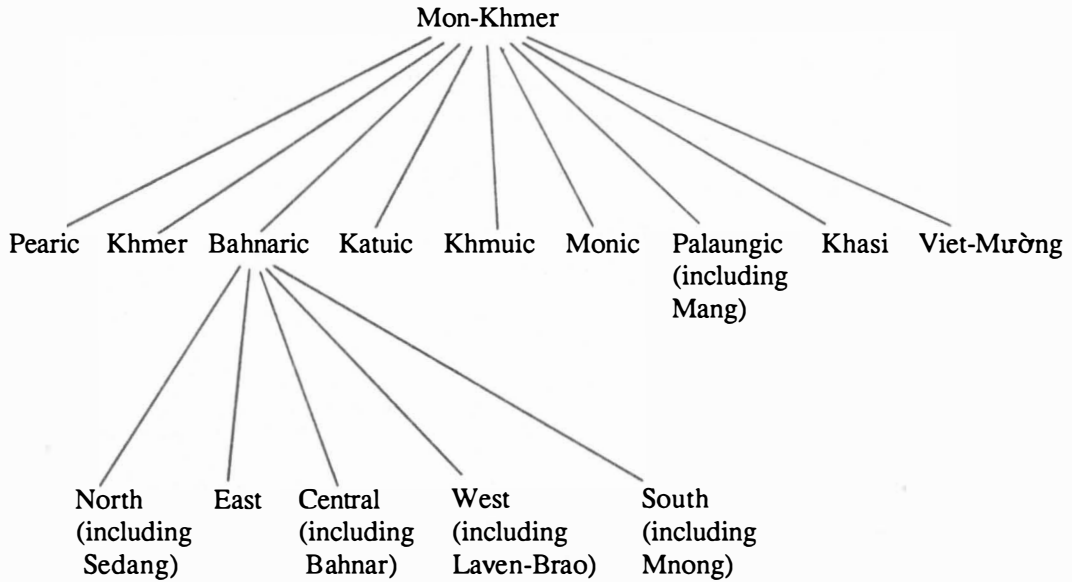 Mon-Khmer
Pearic Khmer Bahnaric Katuic Khmuic Monic Palaungic Khasi Viet-Mường
(including
Mang)
North East Central West South
(including (including (including (including
Sedang) Bahnar) Laven-Brao) Mnong)